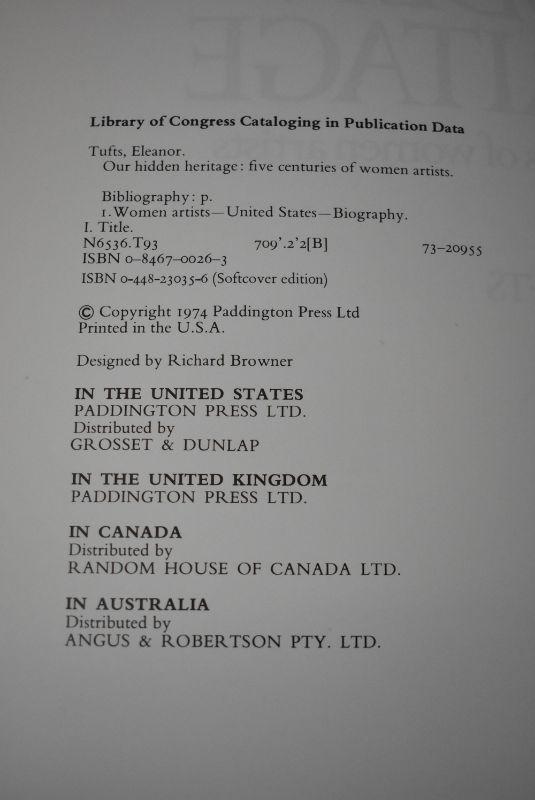 Library of Congress Cataloging in Publication Data
Tufts, Eleanor.
Our hidden heritage: five centuries of women artists.
Bibliography: p.
1. Women artists—United States—Biography.
I. Title.
N6536.T93 709'.2'2[B] 73-20955
ISBN 0-8467-0026-3
ISBN 0-448-23035-6 (Softcover edition)
© Copyright 1974 Paddington Press Ltd
Printed in the U.S.A.
Designed by Richard Browner
IN THE UNITED STATES
PADDINGTON PRESS LTD.
Distributed by
GROSSET & DUNLAP
IN THE UNITED KINGDOM
PADDINGTON PRESS LTD.
IN CANADA
Distributed by
RANDOM HOUSE OF CANADA LTD.
IN AUSTRALIA
Distributed by
ANGUS & ROBERTSON PTY. LTD.